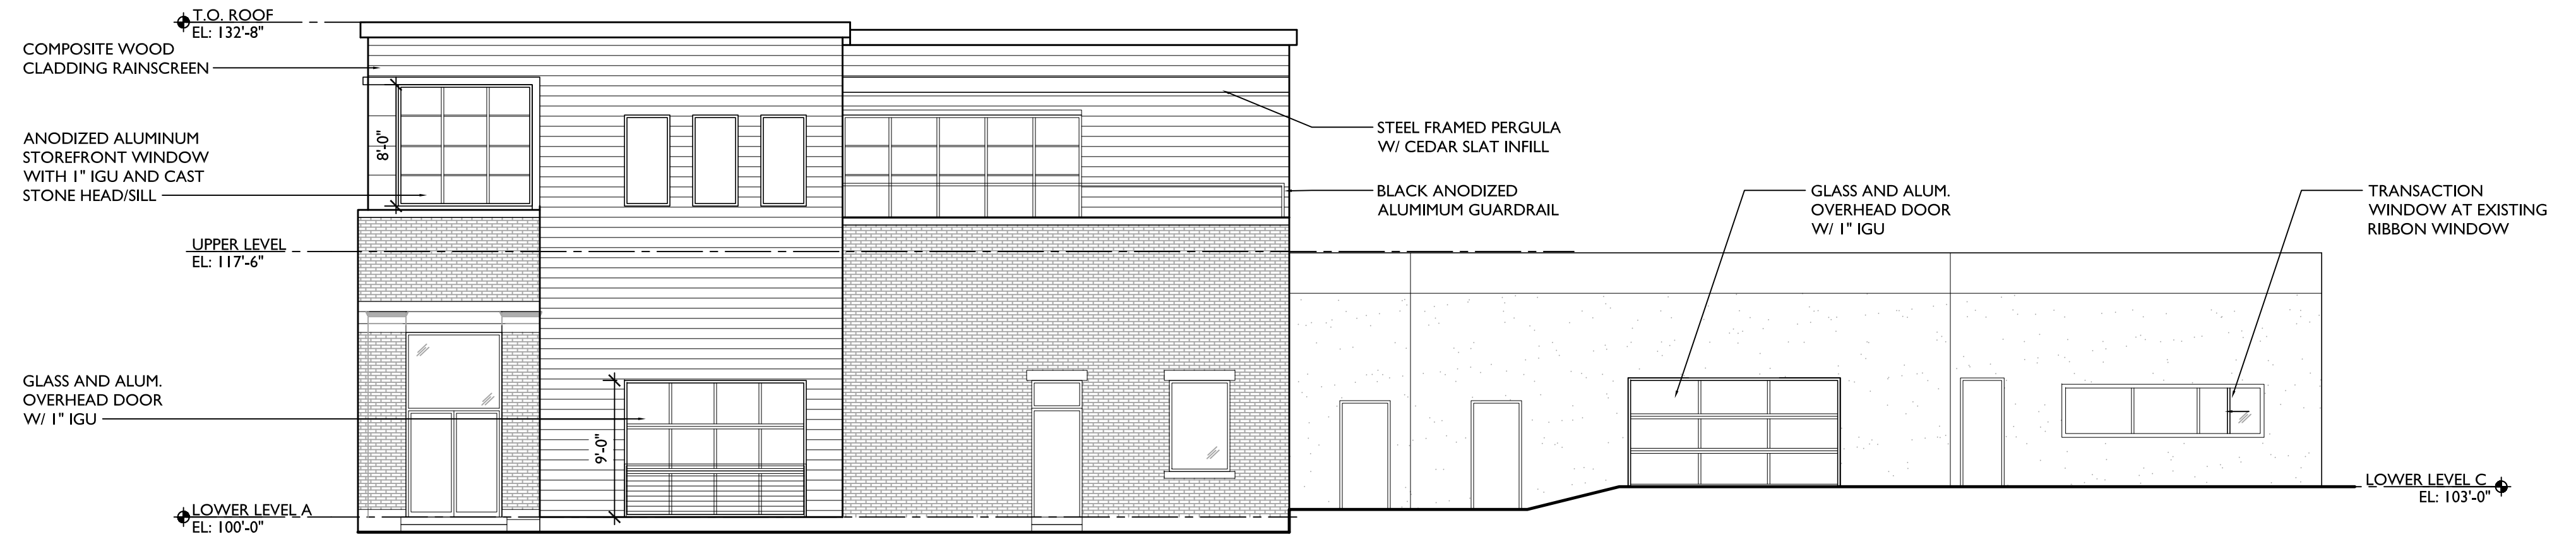 T.O. ROOF
EL: 132'-8"
COMPOSITE WOOD
CLADDING RAINSCREEN
ANODIZED ALUMINUM
STOREFRONT WINDOW
WITH 1" IGU AND CAST
STONE HEAD/SILL
8'-0"
UPPER LEVEL
EL: 117'-6"
GLASS AND ALUM.
OVERHEAD DOOR
W/ 1" IGU
9'-0"
LOWER LEVEL A
EL: 100'-0"
STEEL FRAMED PERGULA
W/ CEDAR SLAT INFILL
BLACK ANODIZED
ALUMIMUM GUARDRAIL
GLASS AND ALUM.
OVERHEAD DOOR
W/ 1" IGU
TRANSACTION
WINDOW AT EXISTING
RIBBON WINDOW
LOWER LEVEL C
EL: 103'-0"